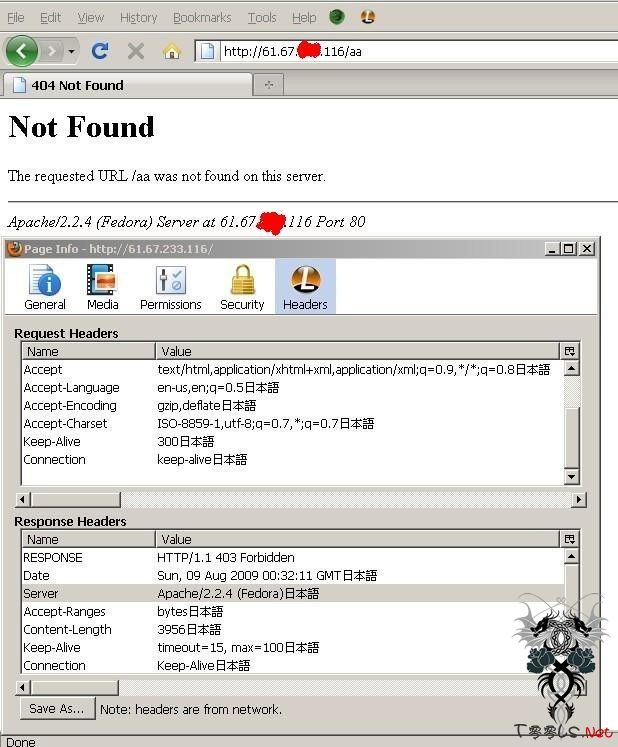 File Edit View History Bookmarks Tools Help
http://61.67. .116/aa
404 Not Found
Not Found
The requested URL /aa was not found on this server.
Apache/2.2.4 (Fedora) Server at 61.67. .116 Port 80
Page Info - http://61.67.233.116/
General Media Permissions Security Headers
Request Headers
Name Value
Accept text/html,application/xhtml+xml,application/xml;q=0.9,*/*;q=0.8日本語
Accept-Language en-us,en;q=0.5日本語
Accept-Encoding gzip,deflate日本語
Accept-Charset ISO-8859-1,utf-8;q=0.7,*;q=0.7日本語
Keep-Alive 300日本語
Connection keep-alive日本語
Response Headers
Name Value
RESPONSE HTTP/1.1 403 Forbidden
Date Sun, 09 Aug 2009 00:32:11 GMT日本語
Server Apache/2.2.4 (Fedora)日本語
Accept-Ranges bytes日本語
Content-Length 3956日本語
Keep-Alive timeout=15, max=100日本語
Connection Keep-Alive日本語
Save As... Note: headers are from network.
Done